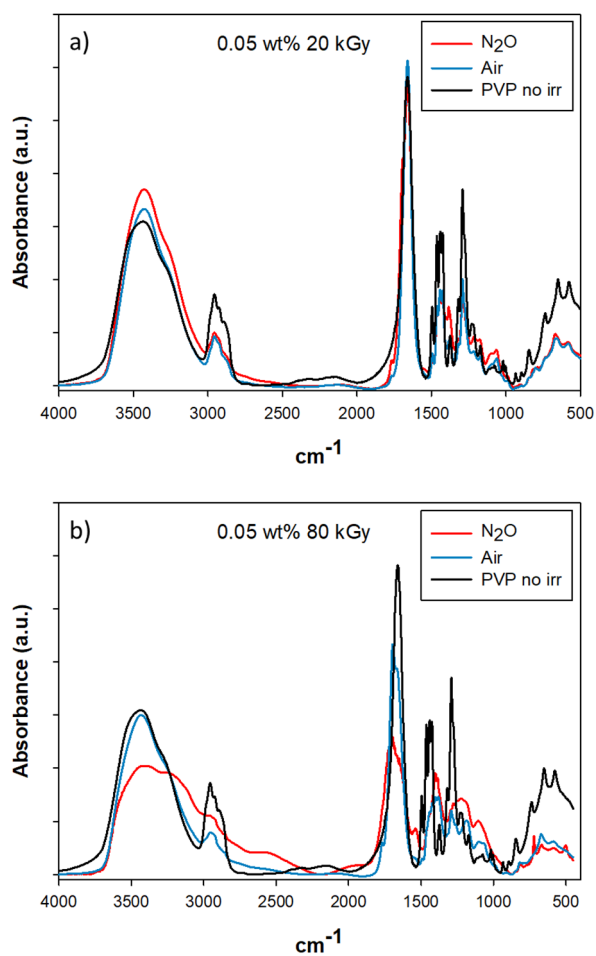 a)
0.05 wt% 20 kGy
N2O
Air
PVP no irr
Absorbance (a.u.)
4000 3500 3000 2500 2000 1500 1000 500
cm-1
b)
0.05 wt% 80 kGy
N2O
Air
PVP no irr
Absorbance (a.u.)
4000 3500 3000 2500 2000 1500 1000 500
cm-1